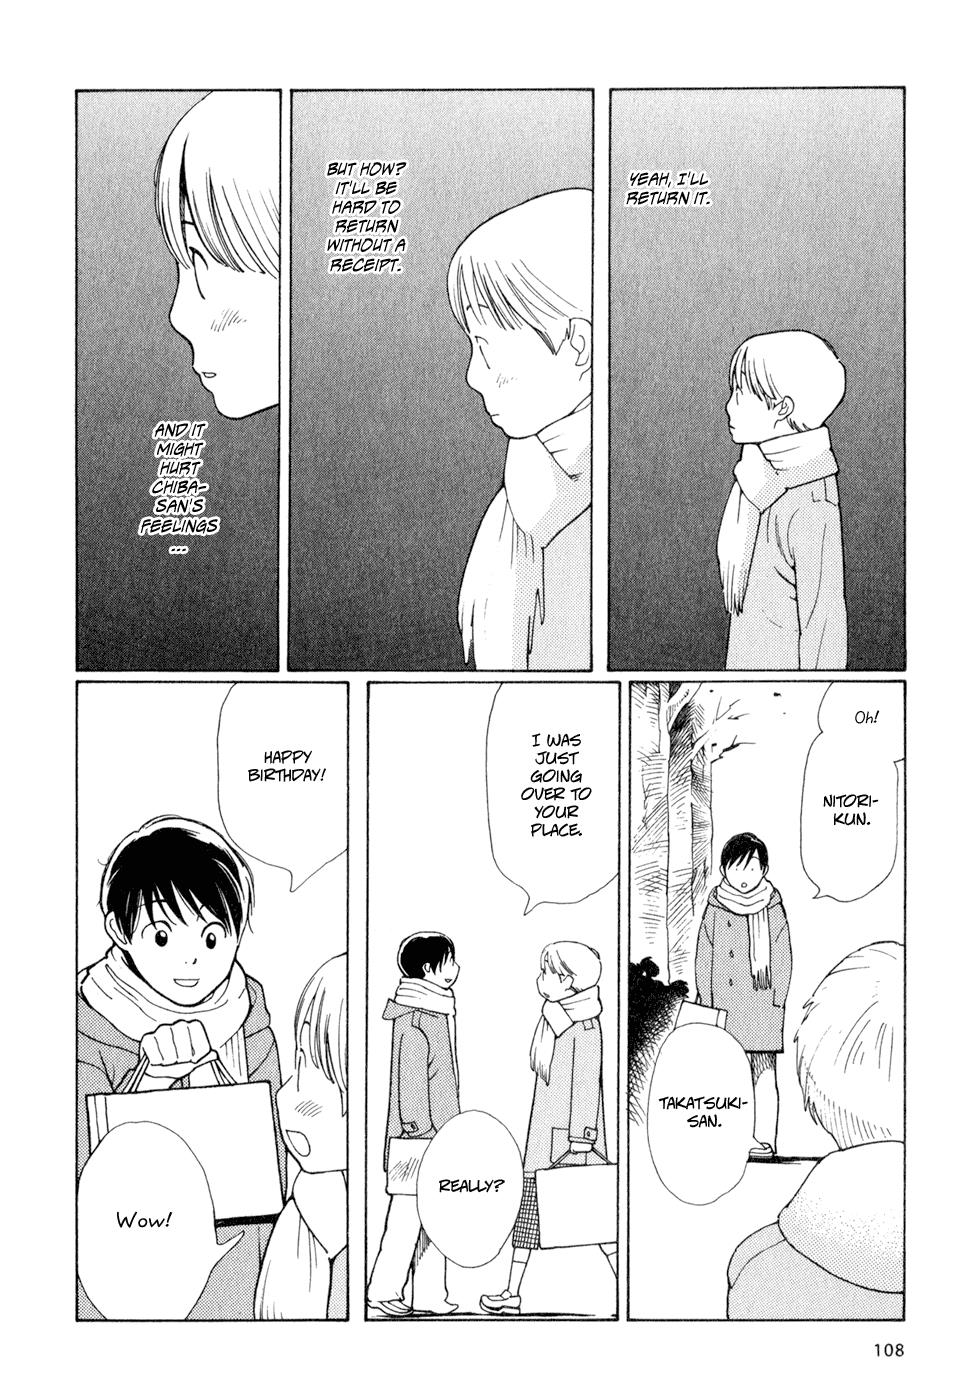 YEAH, I'LL
RETURN IT.
BUT HOW?
IT'LL BE
HARD TO
RETURN
WITHOUT A
RECEIPT.
AND IT
MIGHT
HURT
CHIBA-
SAN'S
FEELINGS
...
Oh!
NITORI-
KUN.
TAKATSUKI-
SAN.
I WAS
JUST
GOING
OVER TO
YOUR
PLACE.
REALLY?
HAPPY
BIRTHDAY!
Wow!
108